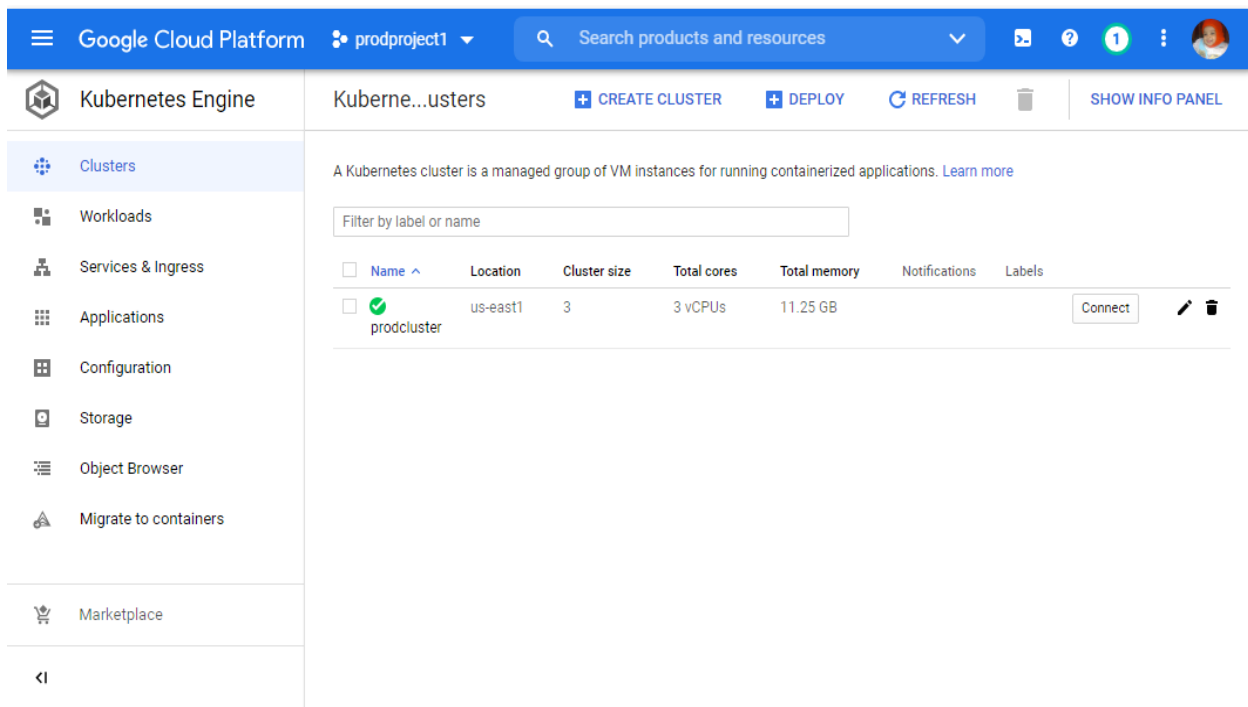 Google Cloud Platform prodproject1 Search products and resources 1
Kubernetes Engine
Kuberne...usters CREATE CLUSTER DEPLOY REFRESH SHOW INFO PANEL
Clusters
Workloads
Services & Ingress
Applications
Configuration
Storage
Object Browser
Migrate to containers
Marketplace
A Kubernetes cluster is a managed group of VM instances for running containerized applications. Learn more
Filter by label or name
Name Location Cluster size Total cores Total memory Notifications Labels
prodcluster us-east1 3 3 vCPUs 11.25 GB Connect